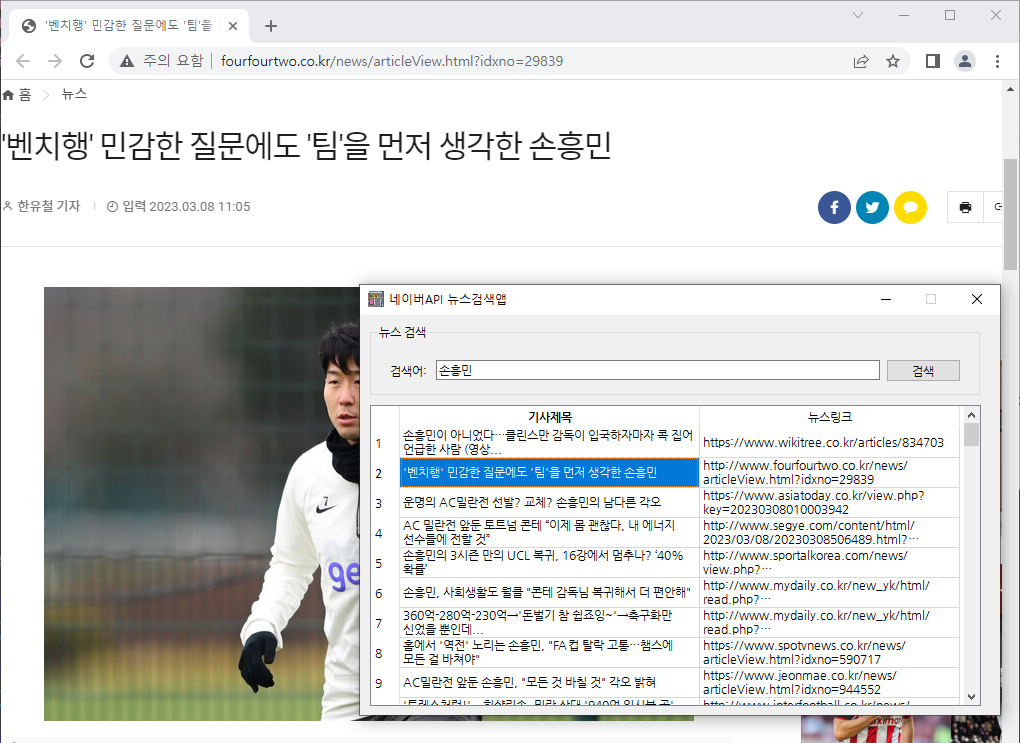 '벤치행' 민감한 질문에도 '팀'을
주의 요함
fourfourtwo.co.kr/news/articleView.html?idxno=29839
홈 뉴스
'벤치행' 민감한 질문에도 '팀'을 먼저 생각한 손흥민
한유철 기자 입력 2023.03.08 11:05
7
네이버API 뉴스검색앱
뉴스 검색
검색어: 손흥민 검색
기사제목 뉴스링크
1 손흥민이 아니었다…클린스만 감독이 입국하자마자 콕 집어
언급한 사람 (영상...
https://www.wikitree.co.kr/articles/834703
2 '벤치행' 민감한 질문에도 '팀'을 먼저 생각한 손흥민
http://www.fourfourtwo.co.kr/news/
articleView.html?idxno=29839
3 운명의 AC밀란전 선발? 교체? 손흥민의 남다른 각오
https://www.asiatoday.co.kr/view.php?
key=20230308010003942
4 AC 밀란전 앞둔 토트넘 콘테 “이제 몸 괜찮다, 내 에너지
선수들에 전할 것”
http://www.segye.com/content/html/
2023/03/08/20230308506489.html?…
5 손흥민의 3시즌 만의 UCL 복귀, 16강에서 멈추나? ‘40%
확률’
http://www.sportalkorea.com/news/
view.php?…
6 손흥민, 사회생활도 월클 "콘테 감독님 복귀해서 더 편안해"
http://www.mydaily.co.kr/new_yk/html/
read.php?…
7 360억-280억-230억→'돈벌기 참 쉽죠잉~'→축구화만
신었을 뿐인데...
http://www.mydaily.co.kr/new_yk/html/
read.php?…
8 홈에서 '역전' 노리는 손흥민, "FA컵 탈락 고통…챔스에
모든 걸 바쳐야"
https://www.spotvnews.co.kr/news/
articleView.html?idxno=590717
9 AC밀란전 앞둔 손흥민, "모든 것 바칠 것" 각오 밝혀
https://www.jeonmae.co.kr/news/
articleView.html?idxno=944552
http://www.interfootball.co.kr/news/